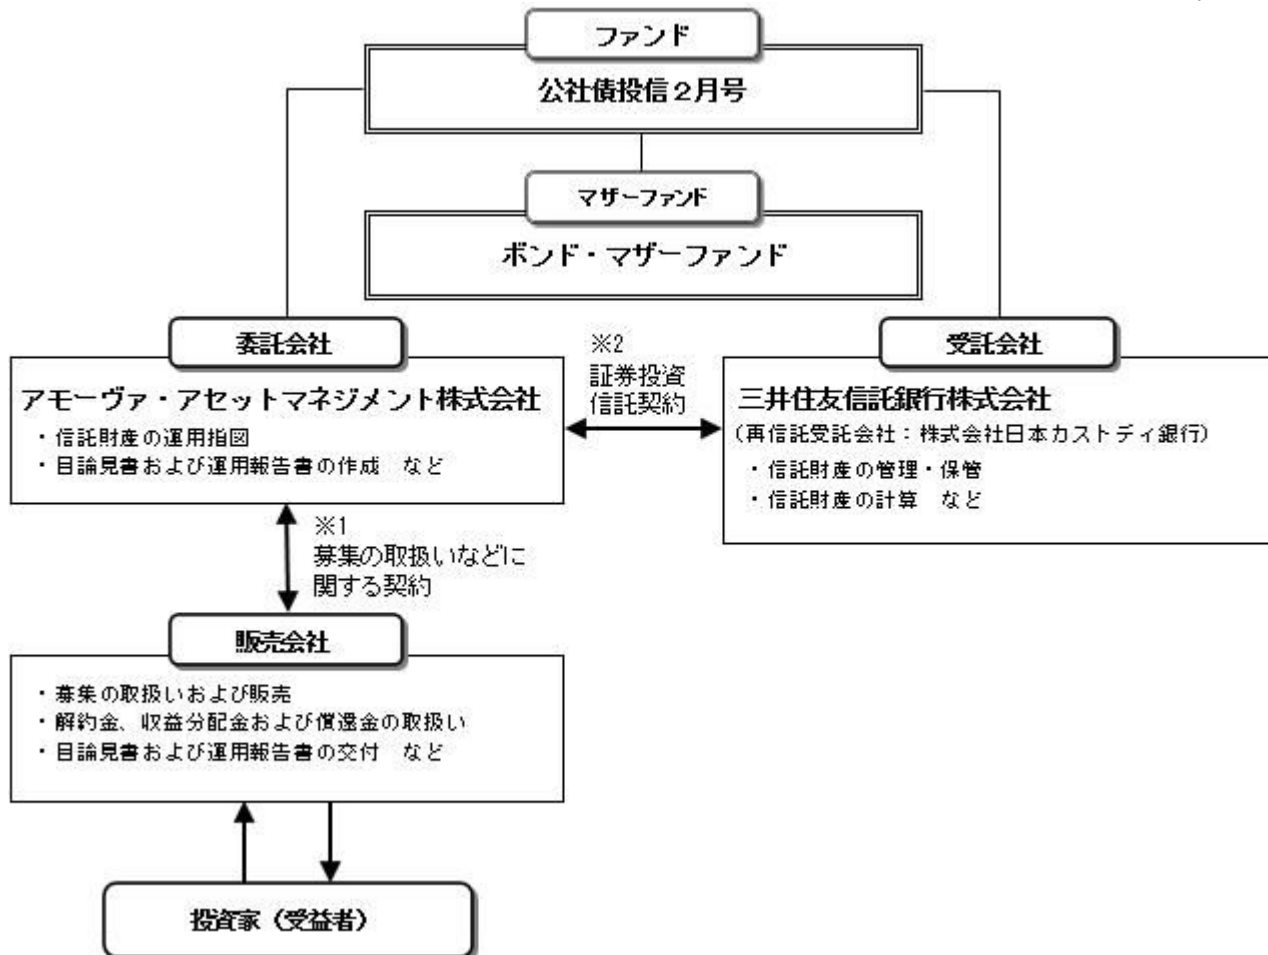 ファンド
公社債投信２月号
マザーファンド
ボンド・マザーファンド
委託会社
アモーヴァ・アセットマネジメント株式会社
・信託財産の運用指図
・目論見書および運用報告書の作成　など
※2
証券投資
信託契約
受託会社
三井住友信託銀行株式会社
（再信託受託会社：株式会社日本カストディ銀行）
・信託財産の管理・保管
・信託財産の計算　など
※1
募集の取扱いなどに
関する契約
販売会社
・募集の取扱いおよび販売
・解約金、収益分配金および償還金の取扱い
・目論見書および運用報告書の交付　など
投資家（受益者）